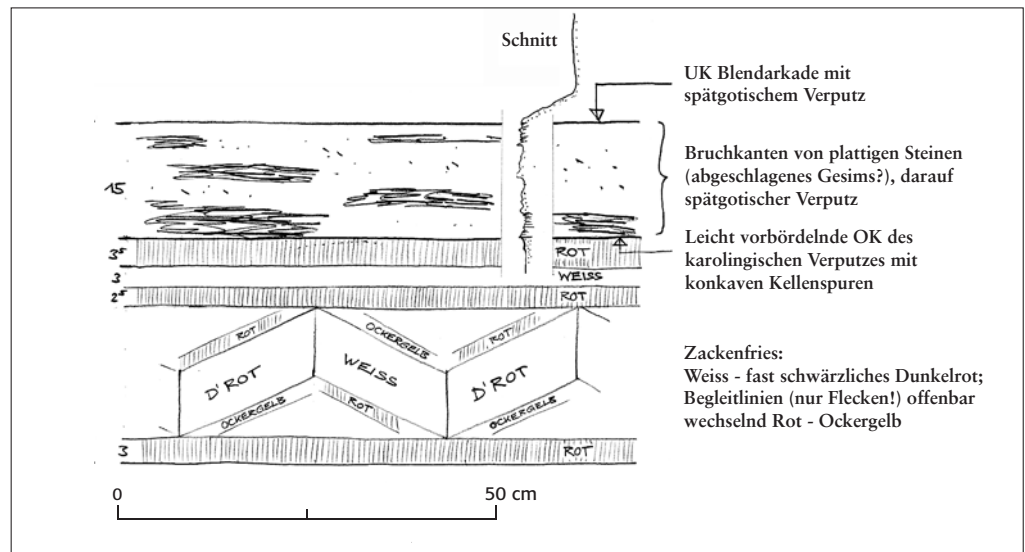 Schnitt
UK Blendarkade mit
spätgotischem Verputz
Bruchkanten von plattigen Steinen
(abgeschlagenes Gesims?), darauf
spätgotischer Verputz
Leicht vorbördelnde OK des
karolingischen Verputzes mit
konkaven Kellenspuren
15
3⁵
ROT
3
WEISS
2⁵
ROT
ROT
OCKERGELB
ROT
D'ROT
WEISS
D'ROT
OCKERGELB
ROT
OCKERGELB
3
ROT
Zackenfries:
Weiss - fast schwärzliches Dunkelrot;
Begleitlinien (nur Flecken!) offenbar
wechselnd Rot - Ockergelb
0
50 cm